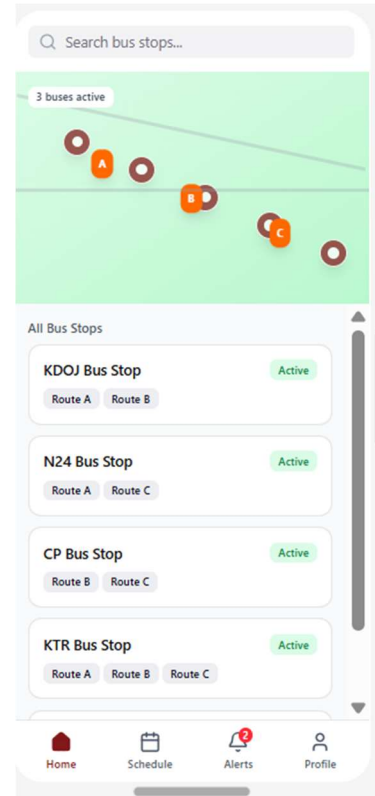 Search bus stops...
3 buses active
A
B
C
All Bus Stops
KDOJ Bus Stop Active
Route A Route B
N24 Bus Stop Active
Route A Route C
CP Bus Stop Active
Route B Route C
KTR Bus Stop Active
Route A Route B Route C
2
Home Schedule Alerts Profile